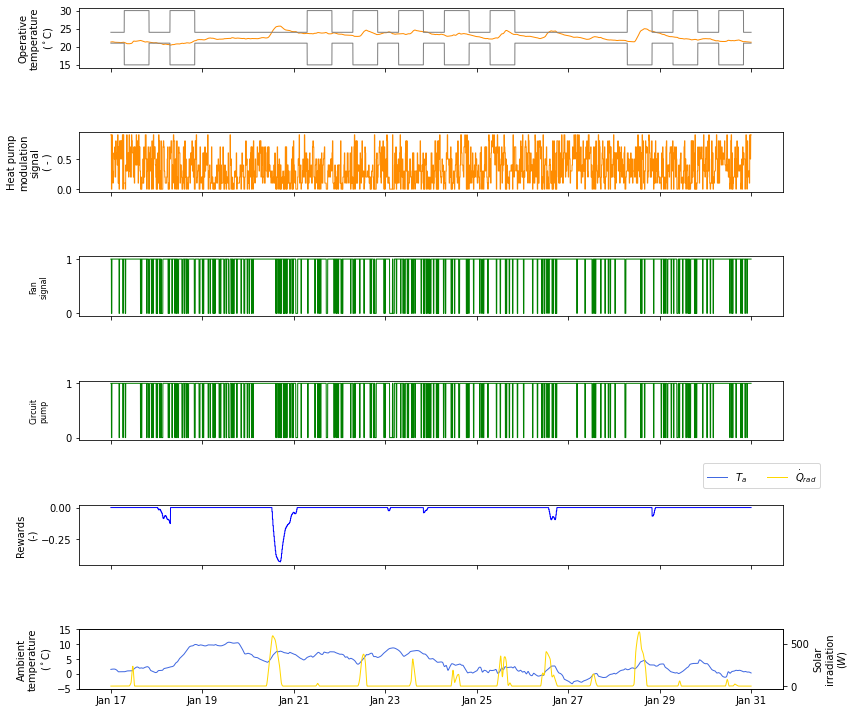 Operative
temperature
(°C)
30
25
20
15
Heat pump
modulation
signal
( - )
0.5
0.0
Fan
signal
1
0
Circuit
pump
1
0
T_a Q̇_rad
Rewards
(-)
0.00
−0.25
Ambient
temperature
(°C)
15
10
5
0
−5
500
0
Solar
irradiation
(W)
Jan 17 Jan 19 Jan 21 Jan 23 Jan 25 Jan 27 Jan 29 Jan 31